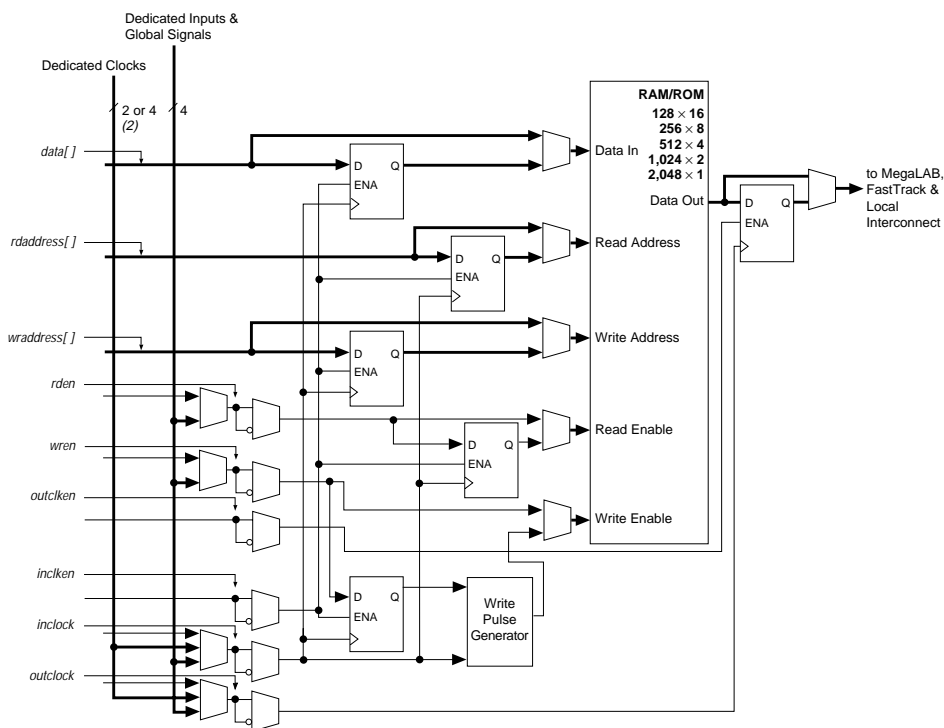 Dedicated Inputs &
Global Signals
Dedicated Clocks
2 or 4
(2)
4
RAM/ROM
128 × 16
256 × 8
512 × 4
1,024 × 2
2,048 × 1
data[ ]
D
Q
ENA
Data In
Data Out
D
Q
ENA
to MegaLAB,
FastTrack &
Local
Interconnect
rdaddress[ ]
D
Q
ENA
Read Address
wraddress[ ]
D
Q
ENA
Write Address
rden
D
Q
ENA
Read Enable
wren
outclken
Write Enable
inclken
D
Q
ENA
Write
Pulse
Generator
inclock
outclock